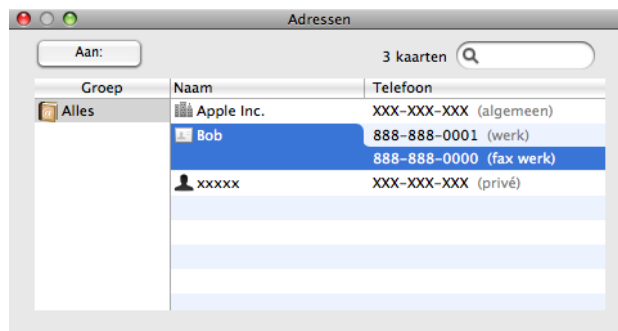 Adressen
Aan:
3 kaarten
Groep Naam Telefoon
Alles Apple Inc. XXX-XXX-XXX (algemeen)
Bob 888-888-0001 (werk)
888-888-0000 (fax werk)
xxxxx XXX-XXX-XXX (privé)